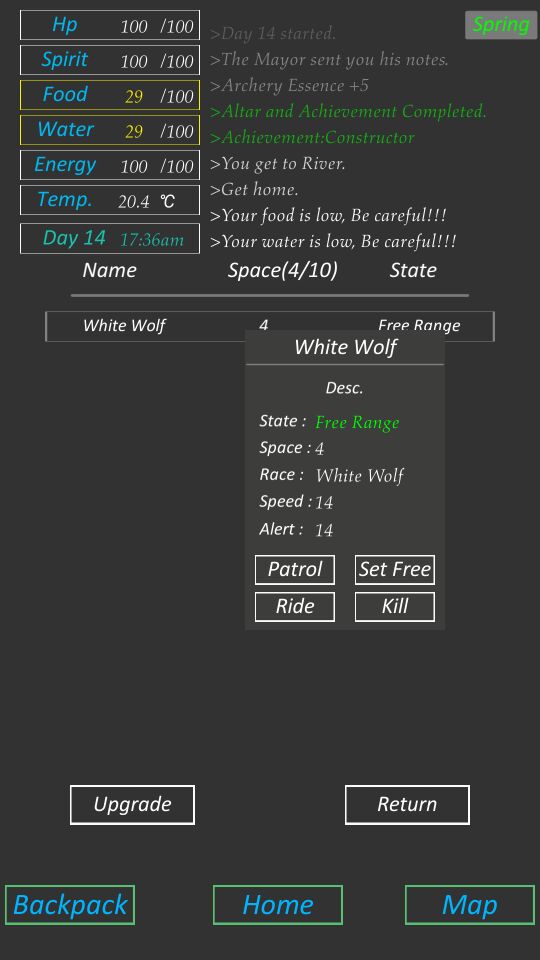 Hp 100 /100
Spirit 100 /100
Food 29 /100
Water 29 /100
Energy 100 /100
Temp. 20.4 ℃
Day 14 17:36am
>Day 14 started.
>The Mayor sent you his notes.
>Archery Essence +5
>Altar and Achievement Completed.
>Achievement:Constructor
>You get to River.
>Get home.
>Your food is low, Be careful!!!
>Your water is low, Be careful!!!
Spring
Name Space(4/10) State
White Wolf 4 Free Range
White Wolf
Desc.
State : Free Range
Space : 4
Race : White Wolf
Speed : 14
Alert : 14
Patrol Set Free
Ride Kill
Upgrade Return
Backpack Home Map